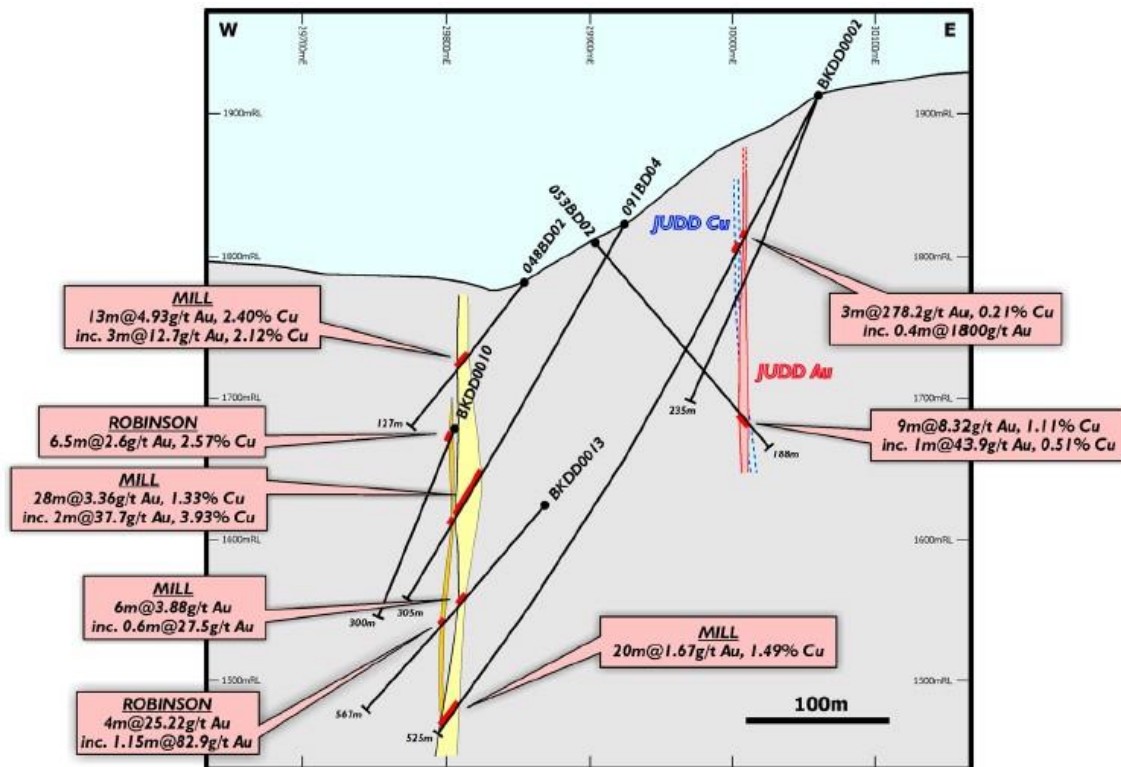 W
E
29700mE
29800mE
29900mE
30000mE
30100mE
BKDD0002
1900mRL
1900mRL
091BD04
053BD02
048BD02
JUDD Cu
1800mRL
1800mRL
MILL
13m@4.93g/t Au, 2.40% Cu
inc. 3m@12.7g/t Au, 2.12% Cu
3m@278.2g/t Au, 0.21% Cu
inc. 0.4m@1800g/t Au
JUDD Au
BKDD0010
1700mRL
1700mRL
127m
235m
ROBINSON
6.5m@2.6g/t Au, 2.57% Cu
9m@8.32g/t Au, 1.11% Cu
inc. 1m@43.9g/t Au, 0.51% Cu
188m
BKDD0013
MILL
28m@3.36g/t Au, 1.33% Cu
inc. 2m@37.7g/t Au, 3.93% Cu
1600mRL
1600mRL
MILL
6m@3.88g/t Au
inc. 0.6m@27.5g/t Au
300m
305m
MILL
20m@1.67g/t Au, 1.49% Cu
1500mRL
1500mRL
ROBINSON
4m@25.22g/t Au
inc. 1.15m@82.9g/t Au
567m
525m
100m